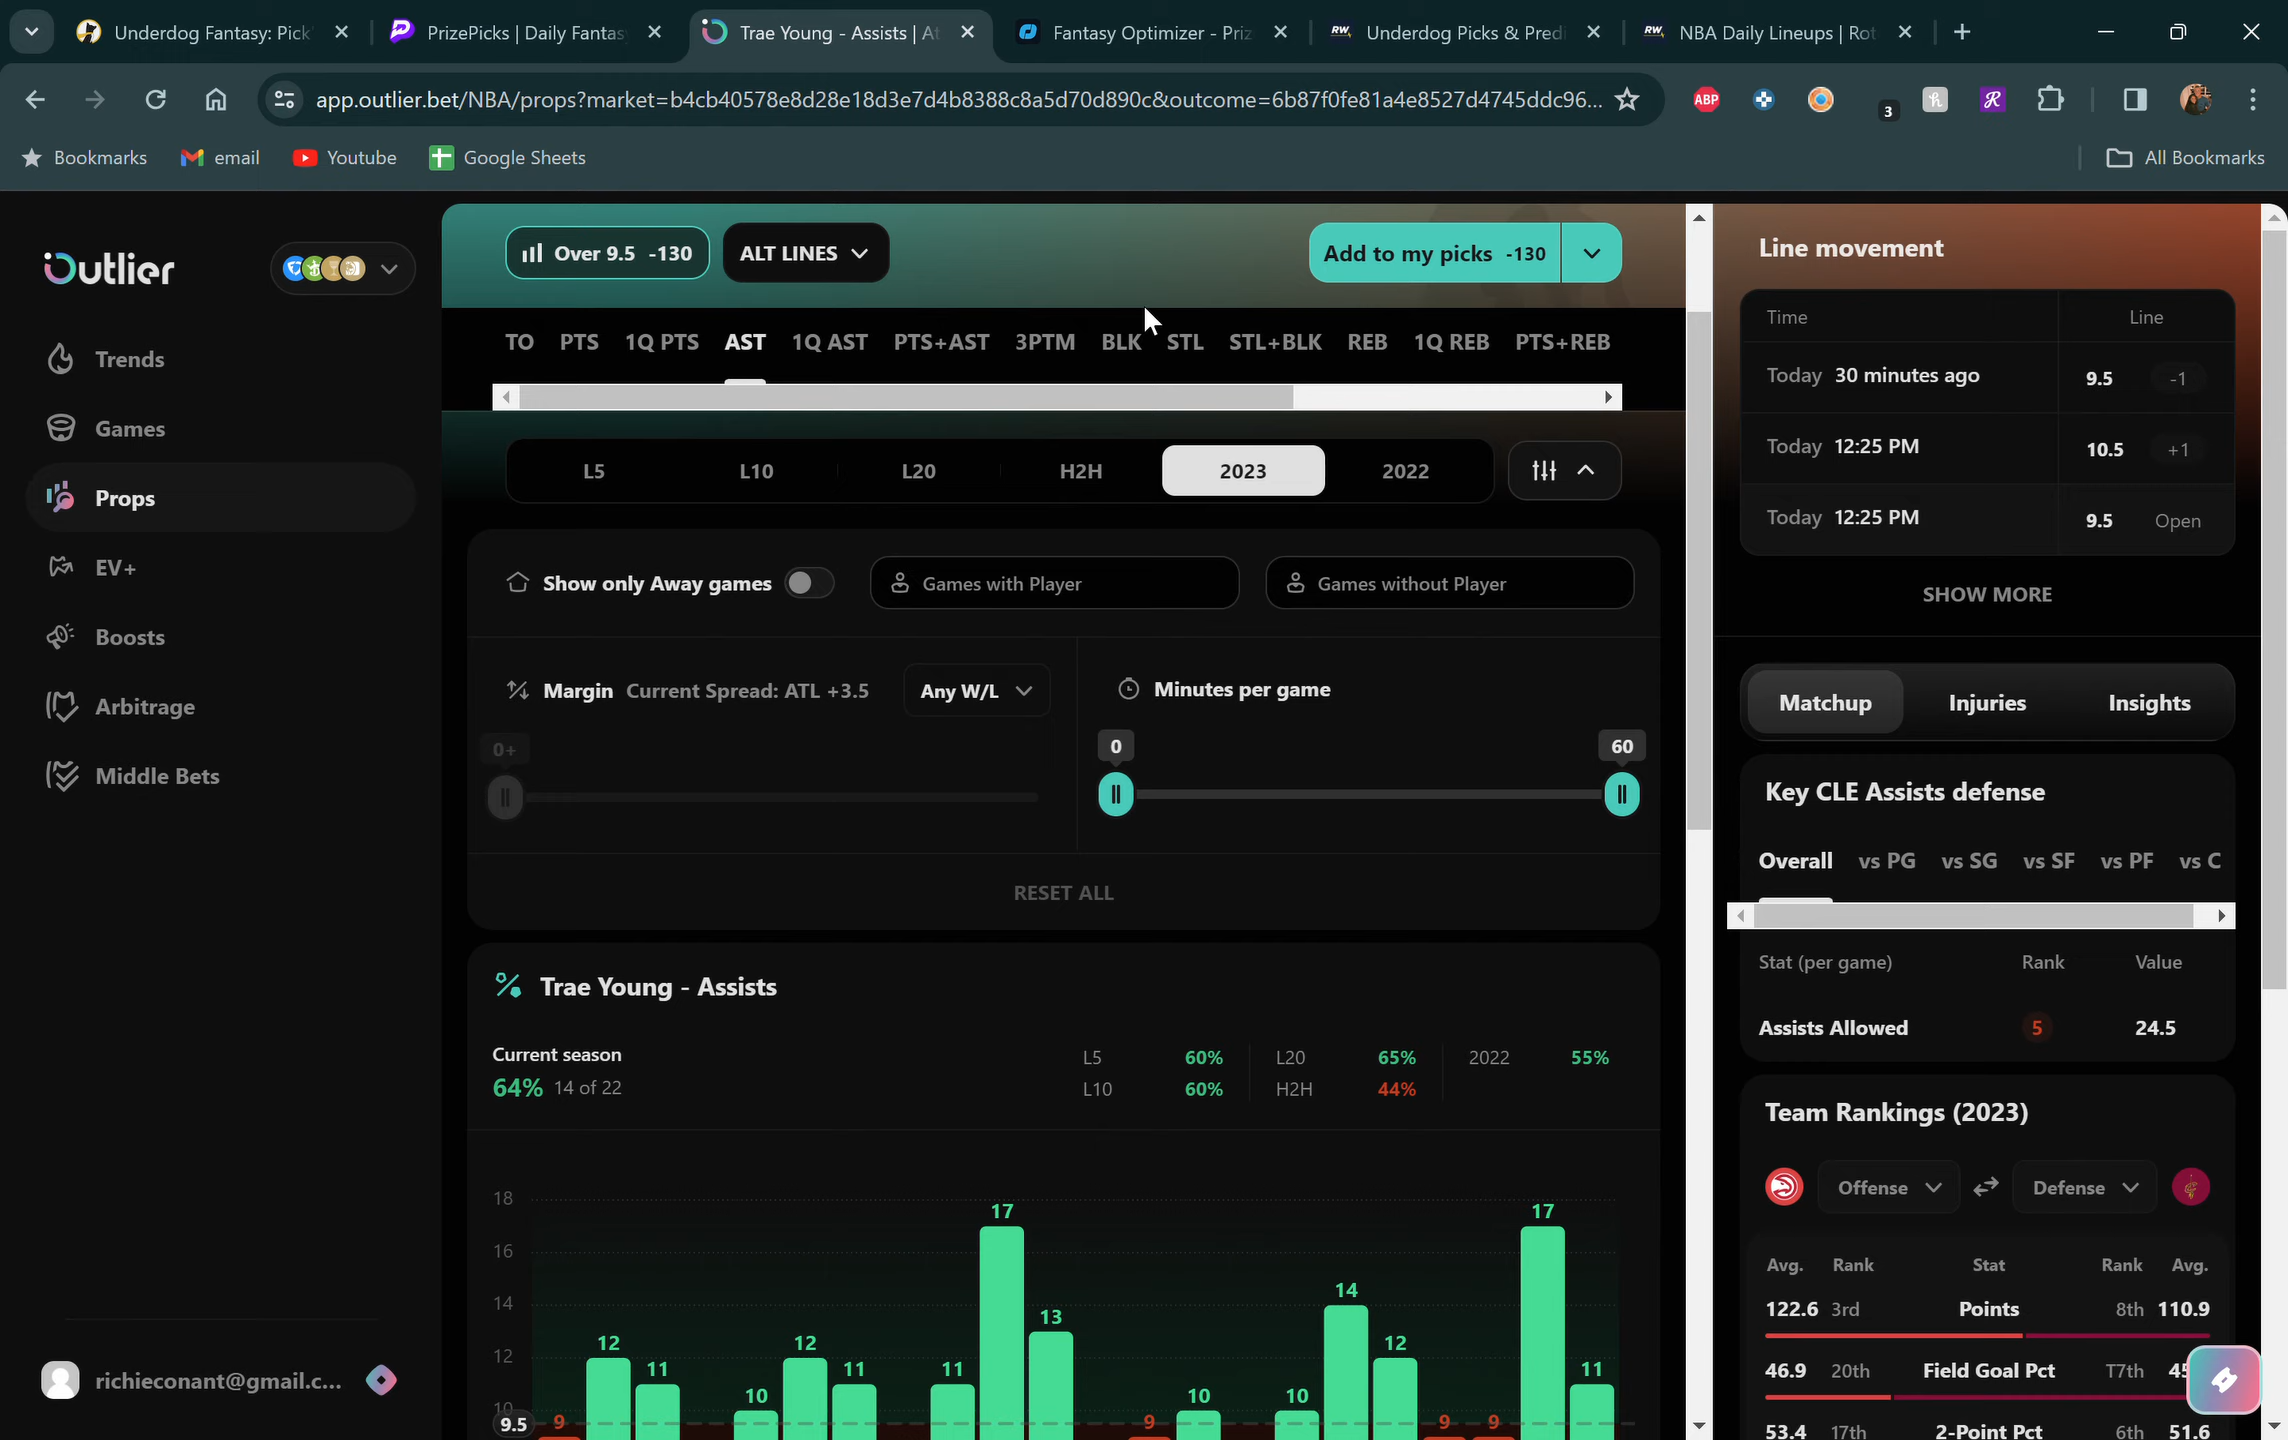 Underdog Fantasy: Pick'
PrizePicks | Daily Fantas
Trae Young - Assists | At
Fantasy Optimizer - Priz
RW Underdog Picks & Predi
RW NBA Daily Lineups | Rot
app.outlier.bet/NBA/props?market=b4cb40578e8d28e18d3e7d4b8388c8a5d70d890c&outcome=6b87f0fe81a4e8527d4745ddc96...
ABP
3
Bookmarks
email
Youtube
Google Sheets
All Bookmarks
Outlier
Trends
Games
Props
EV+
Boosts
Arbitrage
Middle Bets
richieconant@gmail.c...
Over 9.5 -130
ALT LINES
Add to my picks -130
TO PTS 1Q PTS AST 1Q AST PTS+AST 3PTM BLK STL STL+BLK REB 1Q REB PTS+REB
L5 L10 L20 H2H 2023 2022
Show only Away games
Games with Player
Games without Player
Margin Current Spread: ATL +3.5
Any W/L
Minutes per game
0+
0
60
RESET ALL
Trae Young - Assists
Current season
64% 14 of 22
L5 60% L20 65% 2022 55%
L10 60% H2H 44%
18
16
14
12
10
9.5
9 12 11 10 12 11 11 17 13 9 10 10 14 12 9 9 17 11
Line movement
Time Line
Today 30 minutes ago 9.5 -1
Today 12:25 PM 10.5 +1
Today 12:25 PM 9.5 Open
SHOW MORE
Matchup Injuries Insights
Key CLE Assists defense
Overall vs PG vs SG vs SF vs PF vs C
Stat (per game) Rank Value
Assists Allowed 5 24.5
Team Rankings (2023)
Offense
Defense
Avg. Rank Stat Rank Avg.
122.6 3rd Points 8th 110.9
46.9 20th Field Goal Pct T7th 45
53.4 17th 2-Point Pct 6th 51.6